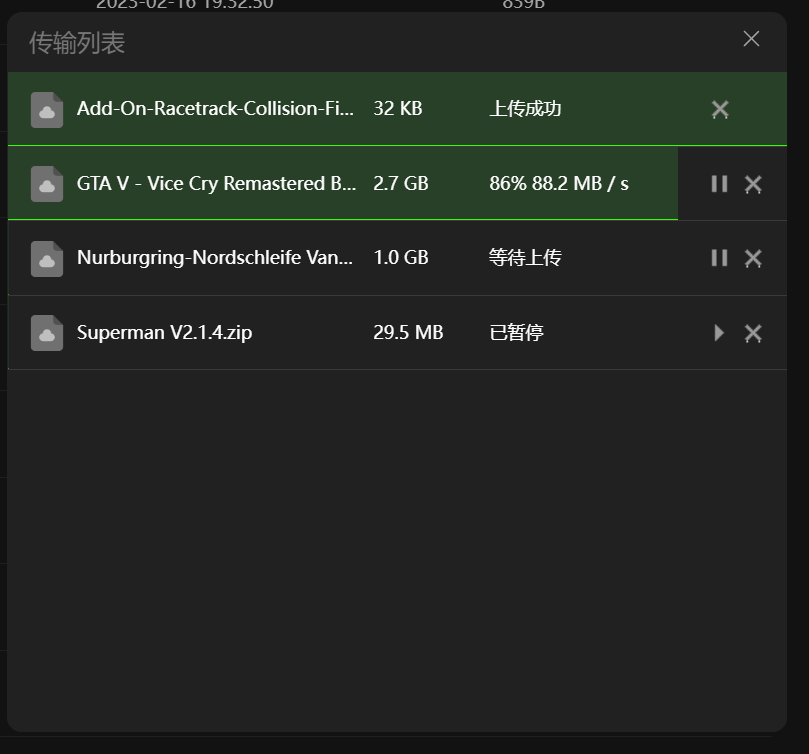 2023-02-16 19:32:50
839B
传输列表
Add-On-Racetrack-Collision-Fi... 32 KB 上传成功
GTA V - Vice Cry Remastered B... 2.7 GB 86% 88.2 MB / s
Nurburgring-Nordschleife Van... 1.0 GB 等待上传
Superman V2.1.4.zip 29.5 MB 已暂停